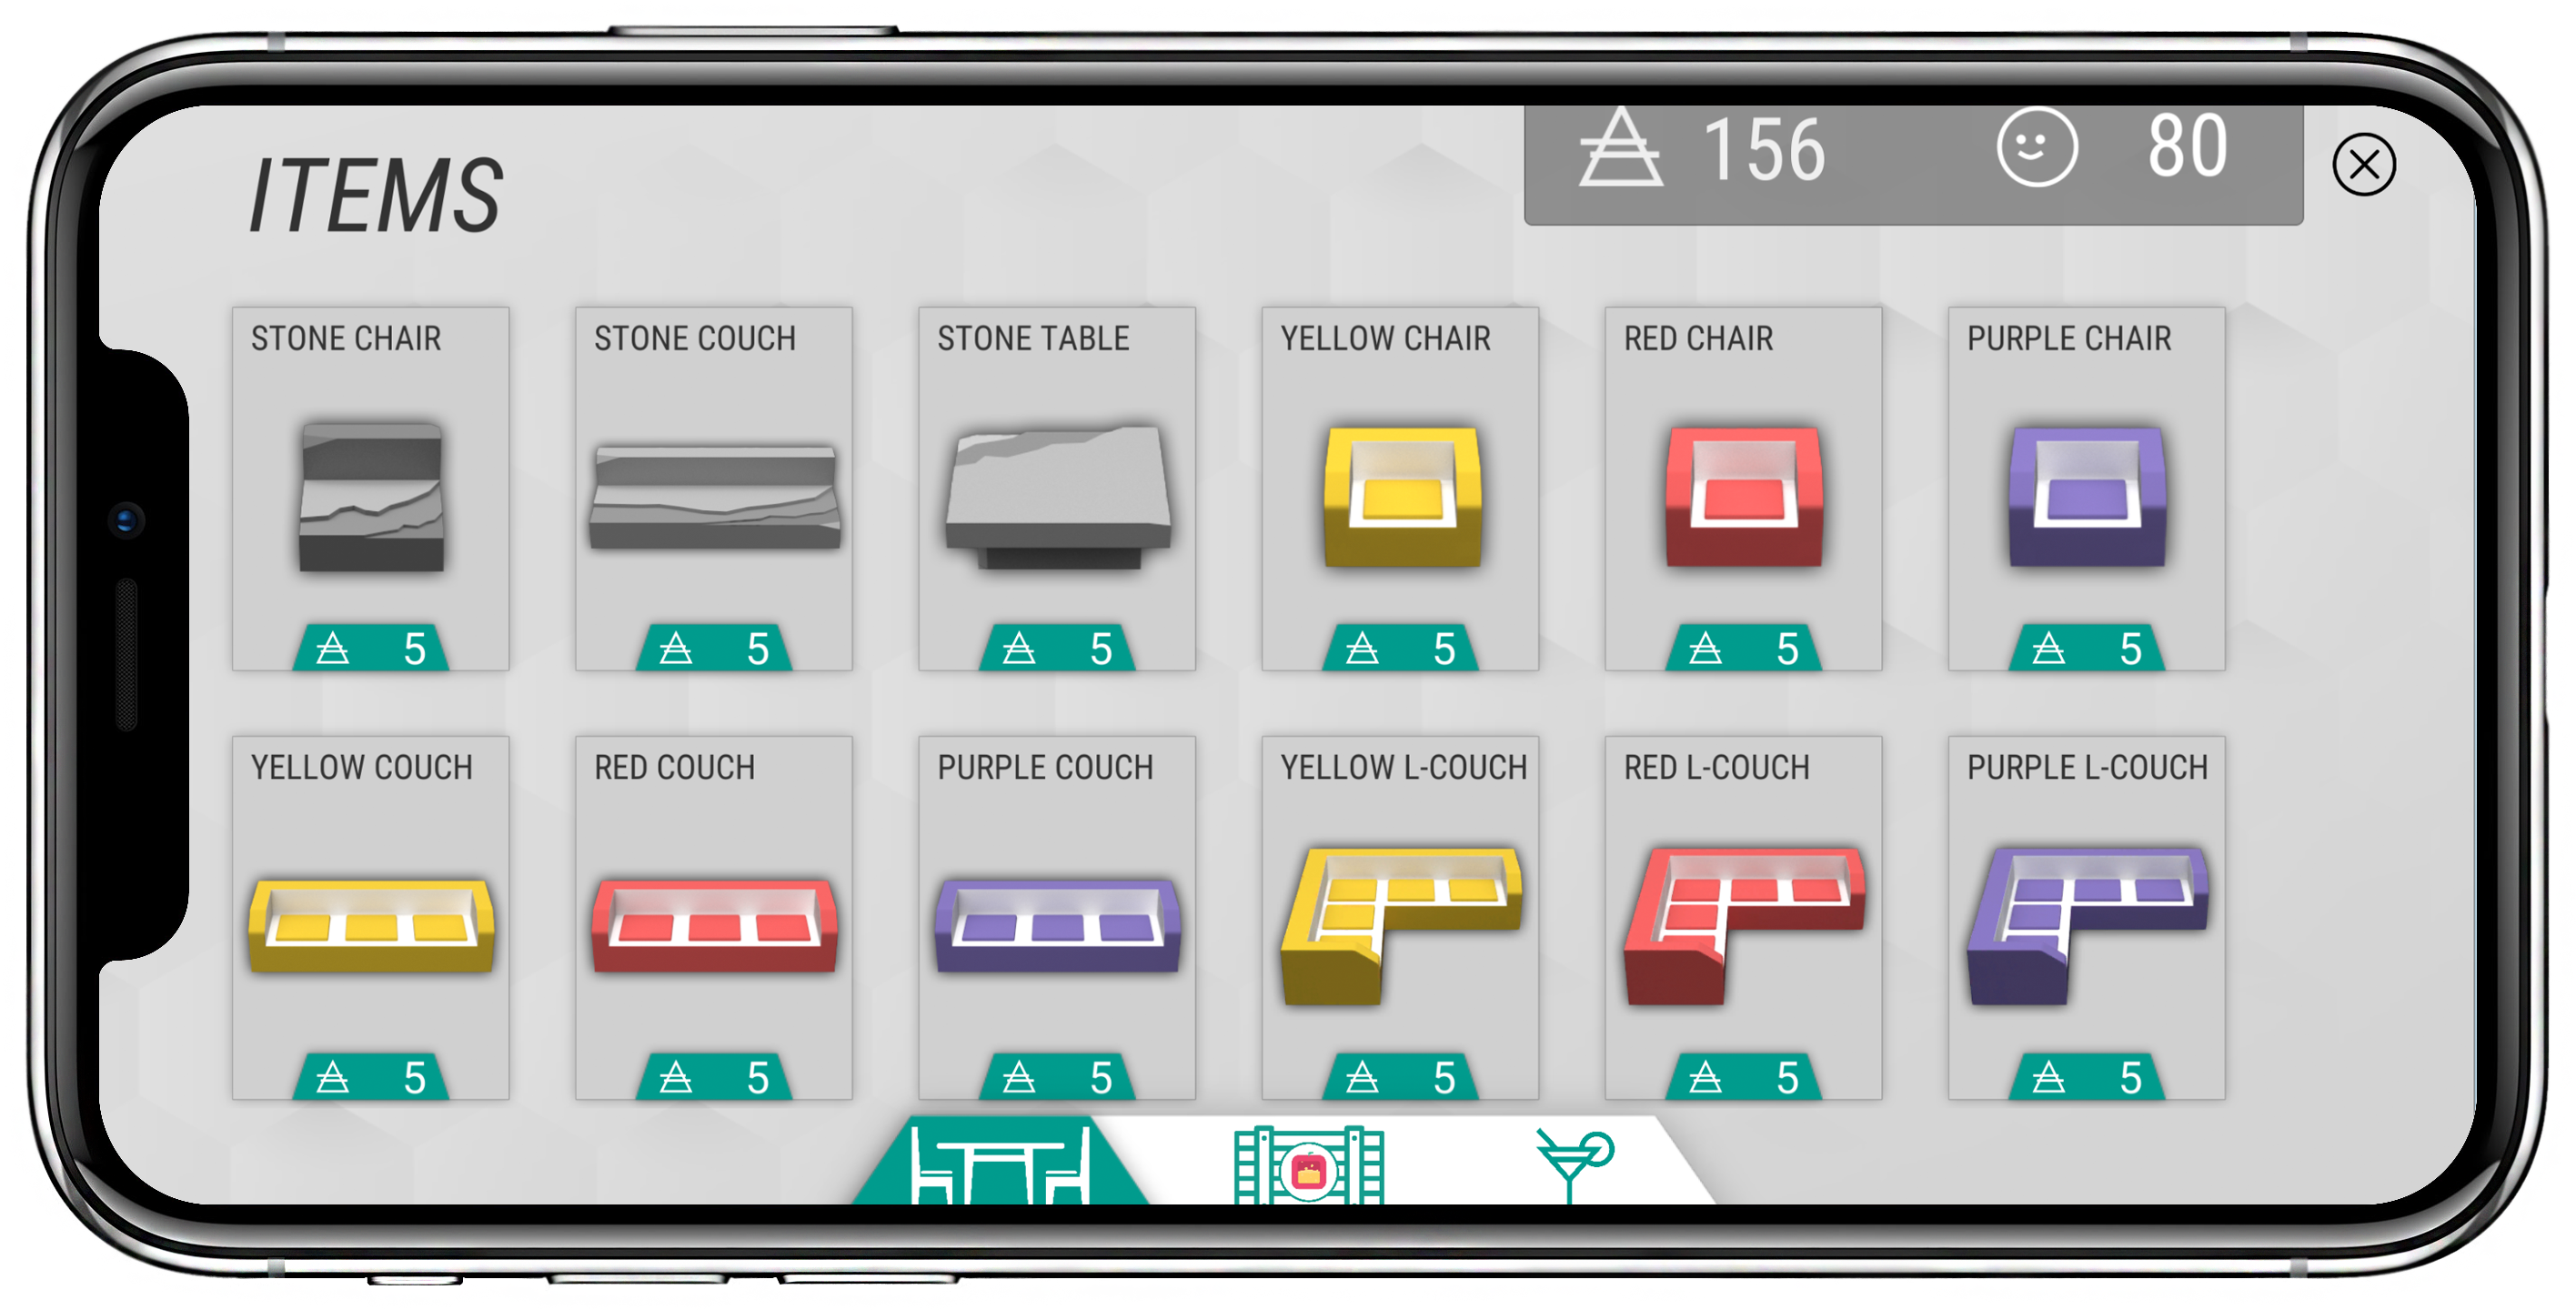 ITEMS
156 80
STONE CHAIR
STONE COUCH
STONE TABLE
YELLOW CHAIR
RED CHAIR
PURPLE CHAIR
5
5
5
5
5
5
YELLOW COUCH
RED COUCH
PURPLE COUCH
YELLOW L-COUCH
RED L-COUCH
PURPLE L-COUCH
5
5
5
5
5
5